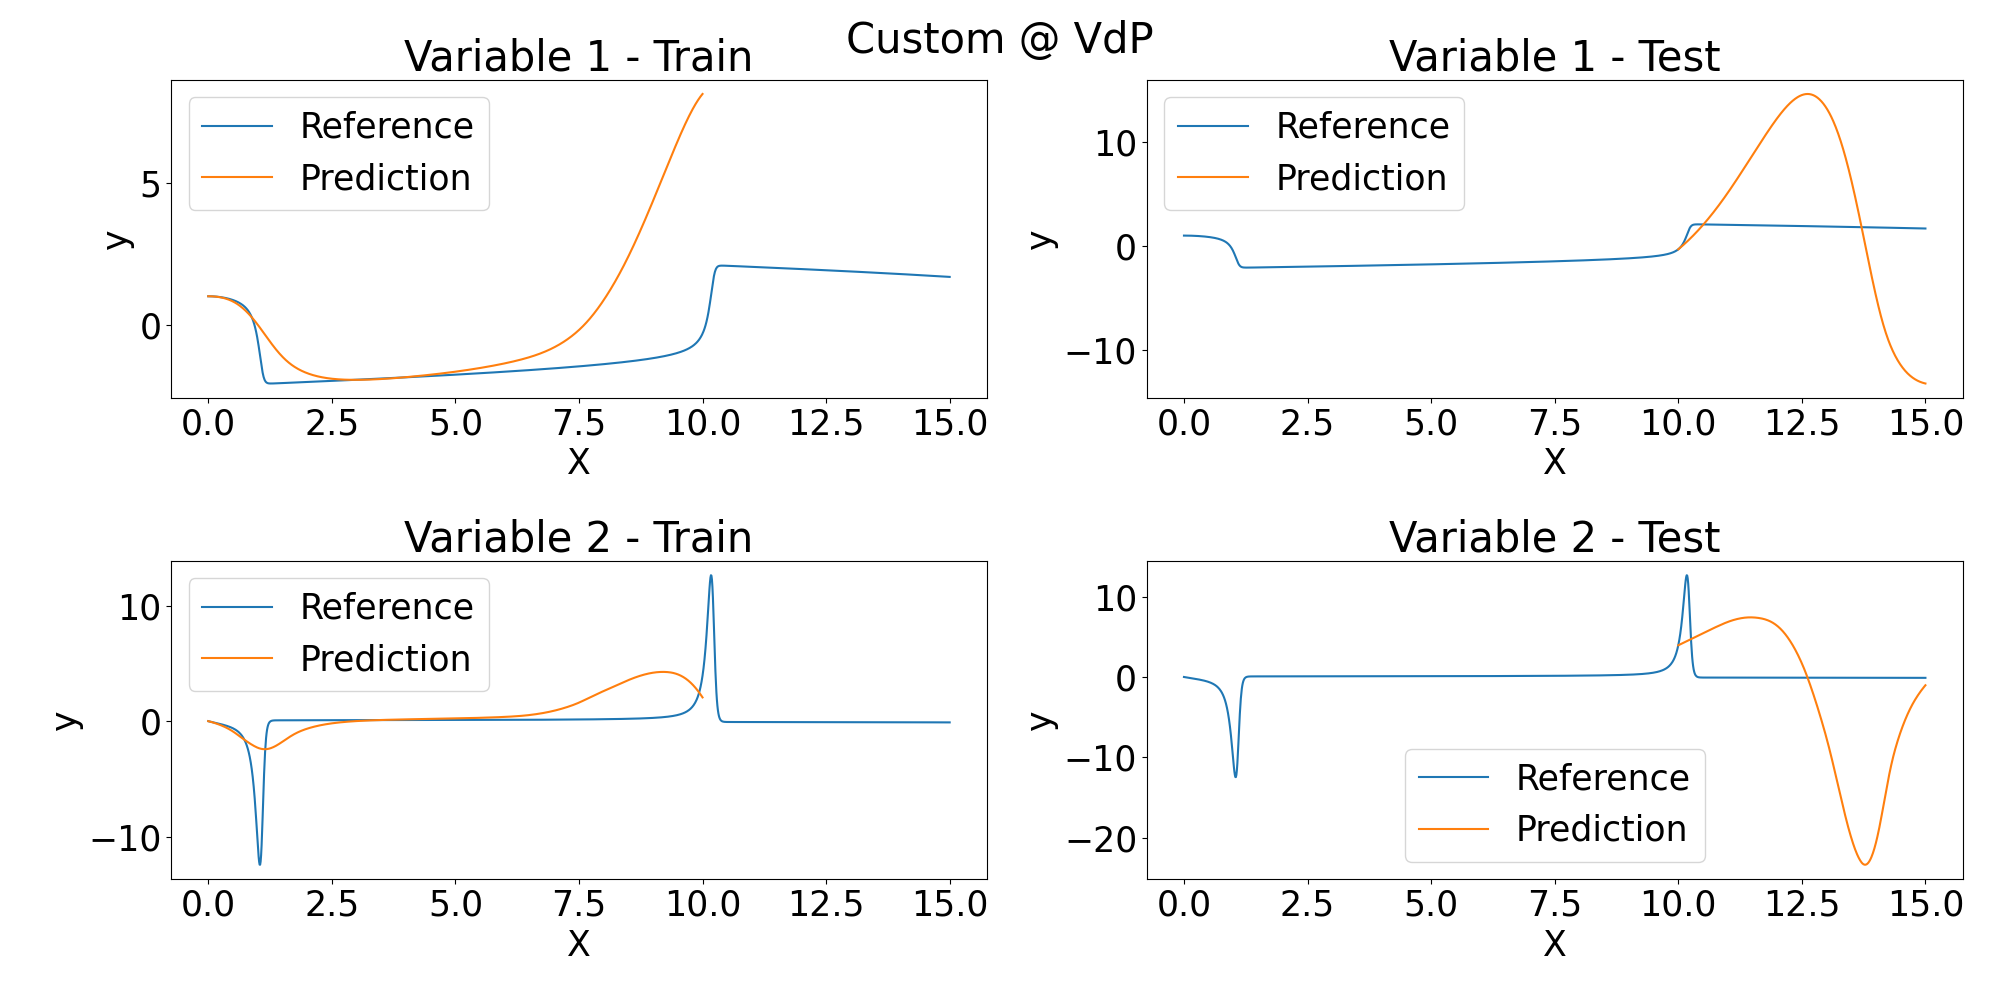 Custom @ VdP
Variable 1 - Train
Reference
Prediction
5
0
y
0.0 2.5 5.0 7.5 10.0 12.5 15.0
X
Variable 1 - Test
Reference
Prediction
10
0
−10
y
0.0 2.5 5.0 7.5 10.0 12.5 15.0
X
Variable 2 - Train
Reference
Prediction
10
0
−10
y
0.0 2.5 5.0 7.5 10.0 12.5 15.0
X
Variable 2 - Test
10
0
−10
−20
y
Reference
Prediction
0.0 2.5 5.0 7.5 10.0 12.5 15.0
X